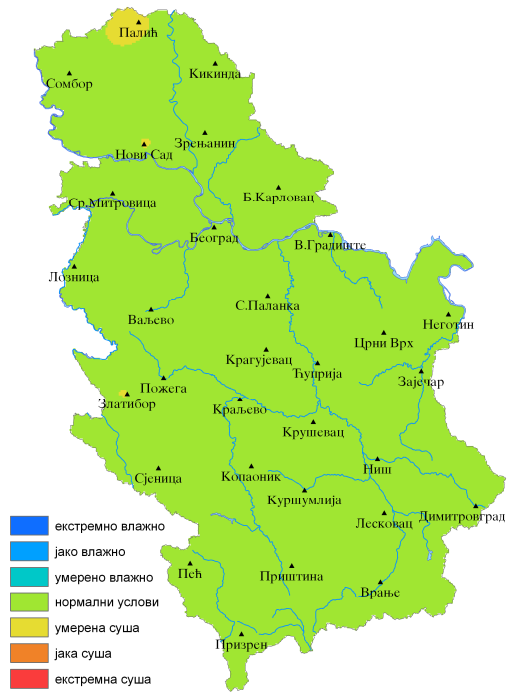 Палић
Сомбор
Кикинда
Зрењанин
Нови Сад
Ср.Митровица
Б.Карловац
Београд
В.Градиште
Лозница
С.Паланка
Ваљево
Неготин
Црни Врх
Крагујевац
Ћуприја
Зајечар
Пожега
Златибор
Краљево
Крушевац
Ниш
Сјеница
Копаоник
Куршумлија
Лесковац
Димитровград
Пећ
Приштина
Врање
Призрен
екстремно влажно
јако влажно
умерено влажно
нормални услови
умерена суша
јака суша
екстремна суша